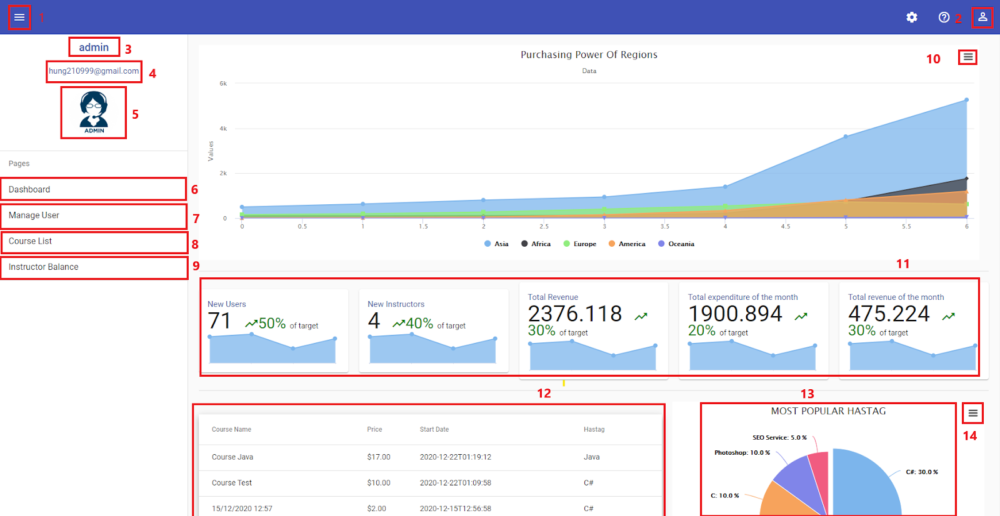 1
2
admin 3
hung210999@gmail.com 4
ADMIN 5
Pages
Dashboard 6
Manage User 7
Course List 8
Instructor Balance 9
Purchasing Power Of Regions
Data
10
Values
6k
4k
2k
0
0 0.5 1 1.5 2 2.5 3 3.5 4 4.5 5 5.5 6
Asia Africa Europe America Oceania
11
New Users
71 50% of target
New Instructors
4 40% of target
Total Revenue
2376.118
30% of target
Total expenditure of the month
1900.894
20% of target
Total revenue of the month
475.224
30% of target
12
Course Name Price Start Date Hastag
Course Java $17.00 2020-12-22T01:19:12 Java
Course Test $10.00 2020-12-22T01:09:58 C#
15/12/2020 12:57 $2.00 2020-12-15T12:56:58 C#
13
MOST POPULAR HASTAG
14
SEO Service: 5.0 %
Photoshop: 10.0 %
C#: 30.0 %
C: 10.0 %